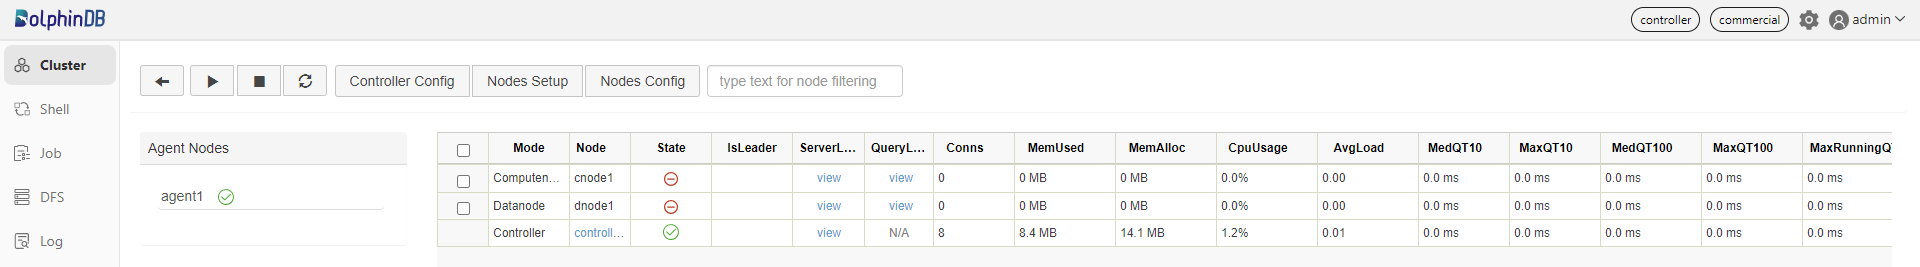 DolphinDB
controller commercial admin
Cluster
Shell
Job
DFS
Log
Controller Config Nodes Setup Nodes Config type text for node filtering
Agent Nodes
agent1
Mode Node State IsLeader ServerL... QueryL... Conns MemUsed MemAlloc CpuUsage AvgLoad MedQT10 MaxQT10 MedQT100 MaxQT100 MaxRunningQ
Computen... cnode1 view view 0 0 MB 0 MB 0.0% 0.00 0.0 ms 0.0 ms 0.0 ms 0.0 ms 0.0 ms
Datanode dnode1 view view 0 0 MB 0 MB 0.0% 0.00 0.0 ms 0.0 ms 0.0 ms 0.0 ms 0.0 ms
Controller controll... view N/A 8 8.4 MB 14.1 MB 1.2% 0.01 0.0 ms 0.0 ms 0.0 ms 0.0 ms 0.0 ms